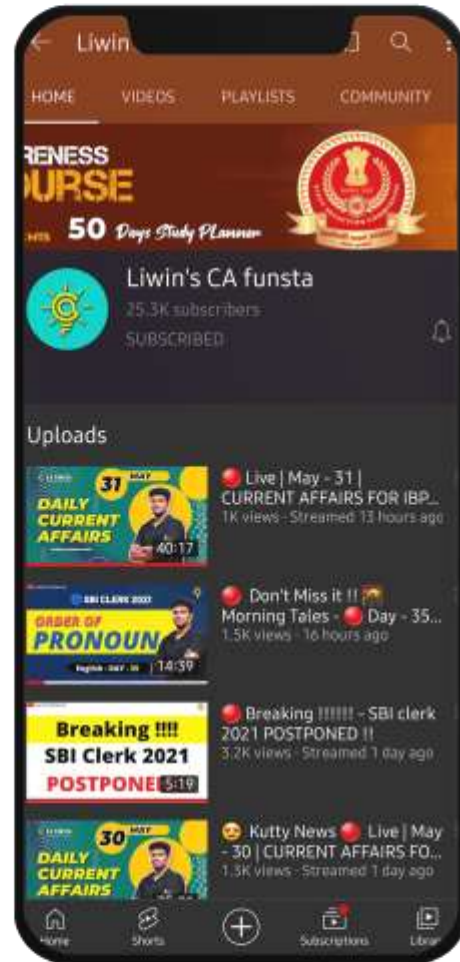 Liwin
HOME VIDEOS PLAYLISTS COMMUNITY
RENESS
URSE
HTS 50 Days Study Planner
Liwin's CA funsta
25.3K subscribers
SUBSCRIBED
Uploads
31 MAY
DAILY
CURRENT
AFFAIRS
40:17
🔴 Live | May - 31 |
CURRENT AFFAIRS FOR IBP...
1K views · Streamed 13 hours ago
SBI CLERK 2021
ORDER OF
PRONOUN
English - DAY - 35
14:39
🔴 Don't Miss it !! 🌇
Morning Tales - 🔴 Day - 35...
1.5K views · 16 hours ago
Breaking !!!!
SBI Clerk 2021
POSTPONE
5:19
🔴 Breaking !!!!!! - SBI clerk
2021 POSTPONED !!
3.2K views · Streamed 1 day ago
30 MAY
DAILY
CURRENT
AFFAIRS
😍 Kutty News 🔴 Live | May
- 30 | CURRENT AFFAIRS FO...
1.3K views · Streamed 1 day ago
Home Shorts Subscriptions Library